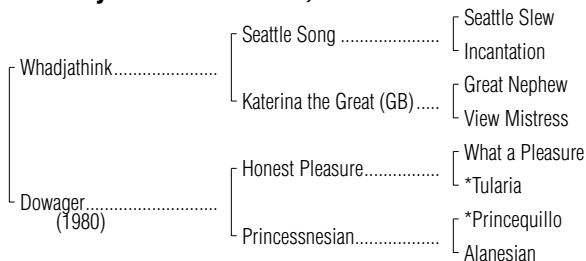 Seattle Slew
Seattle Song ....................
Incantation
Whadjathink.....................
Great Nephew
Katerina the Great (GB).....
View Mistress
What a Pleasure
Honest Pleasure................
*Tularia
Dowager...........................
(1980)
*Princequillo
Princessnesian..................
Alanesian